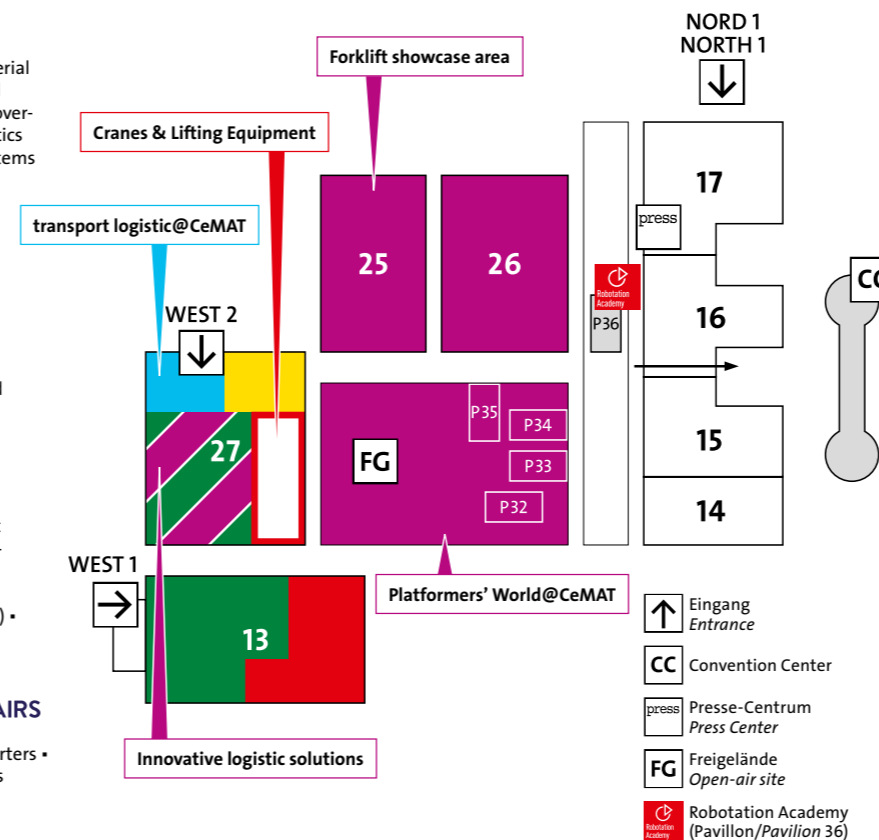 erial
over-
tics
tems
NORD 1
NORTH 1
Forklift showcase area
Cranes & Lifting Equipment
17
press
transport logistic@CeMAT
25
26
Robotation
Academy
CC
P36
16
WEST 2
27
P35
P34
FG
P33
15
P32
14
WEST 1
Platformers’ World@CeMAT
) ▪
13
Eingang
Entrance
CC
Convention Center
AIRS
press
Presse-Centrum
Press Center
rters ▪
s
Innovative logistic solutions
FG
Freigelände
Open-air site
Robotation
Academy
Robotation Academy
(Pavillon/Pavilion 36)